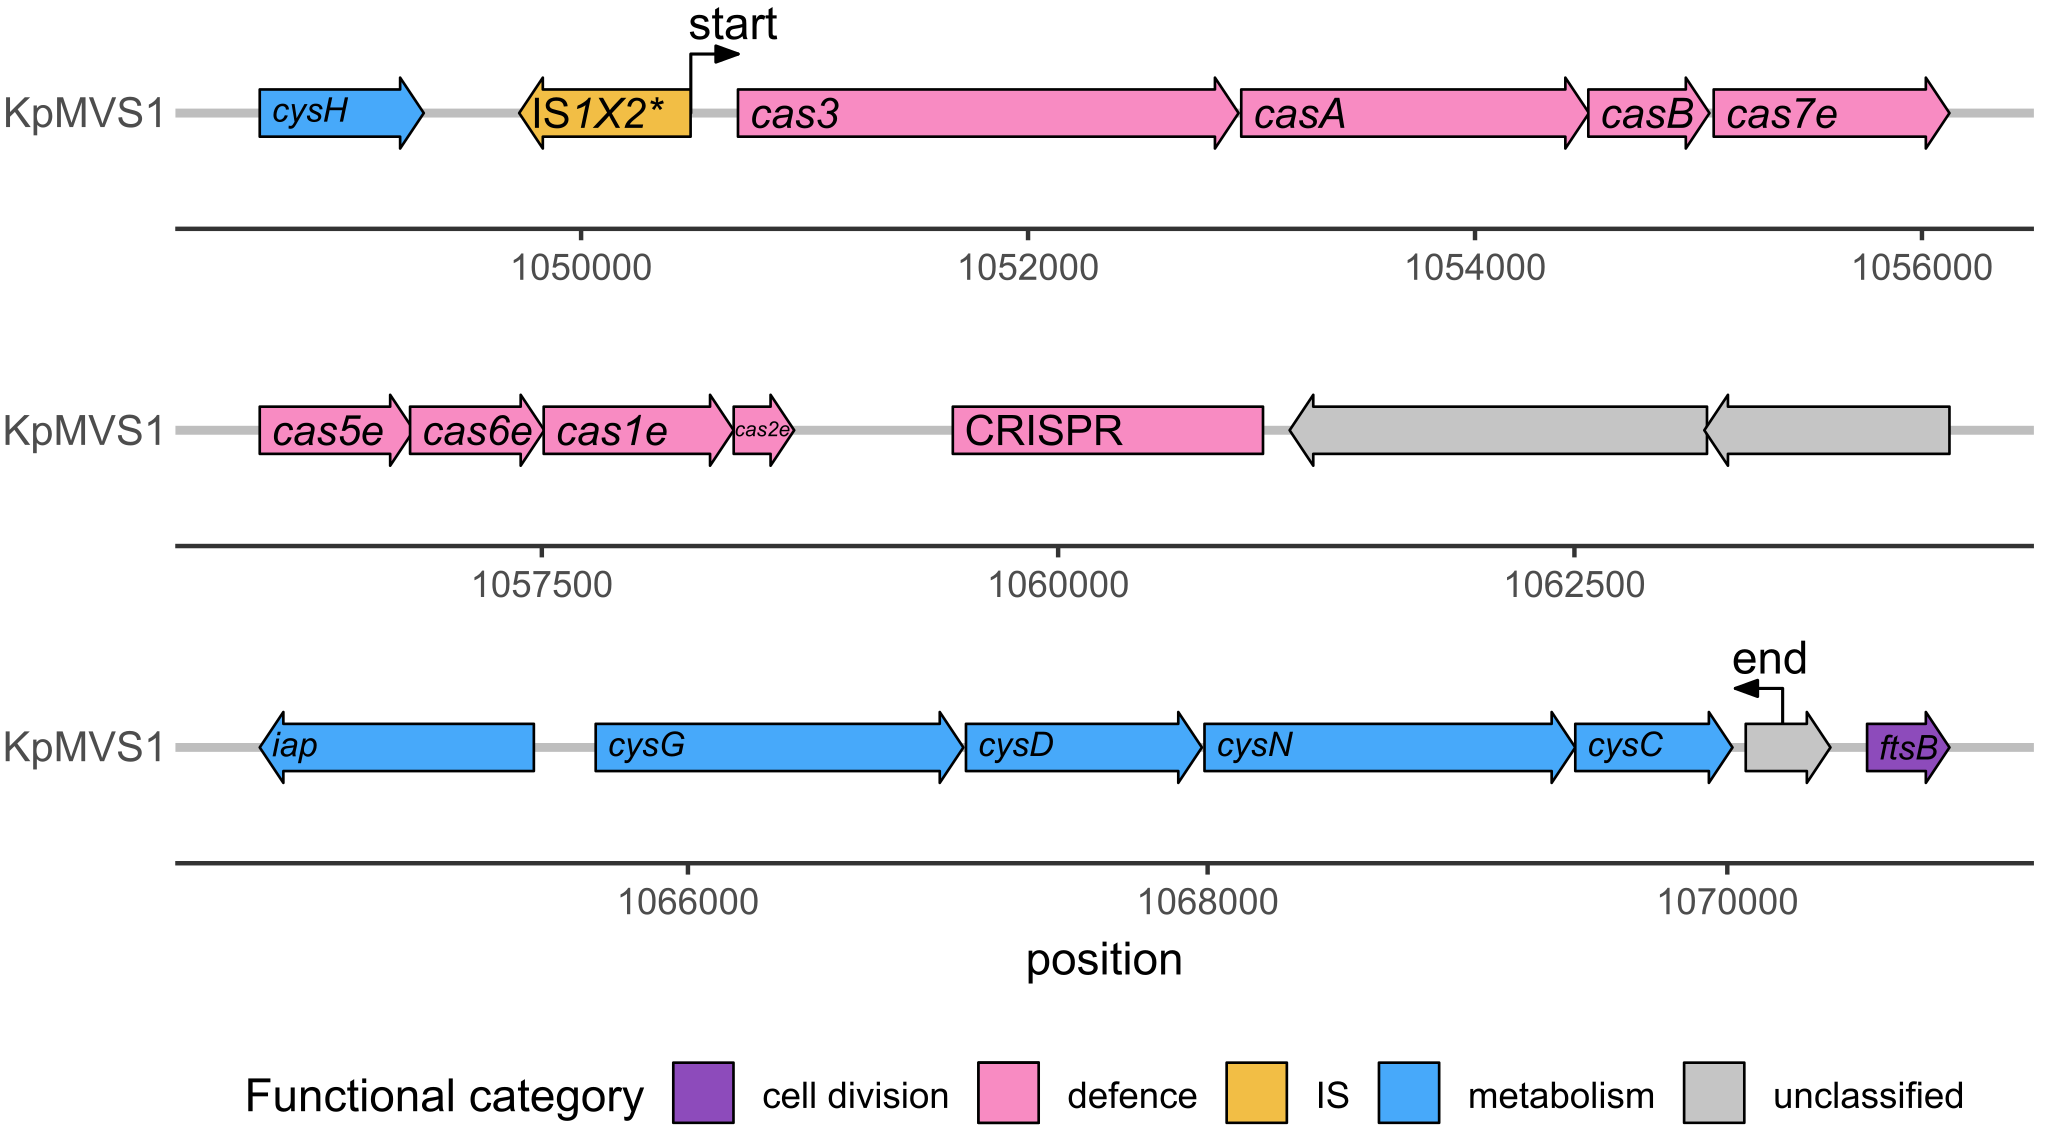 start
KpMVS1 cysH IS1X2* cas3 casA casB cas7e
1050000 1052000 1054000 1056000
KpMVS1 cas5e cas6e cas1e cas2e CRISPR
1057500 1060000 1062500
end
KpMVS1 iap cysG cysD cysN cysC ftsB
1066000 1068000 1070000
position
Functional category cell division defence IS metabolism unclassified